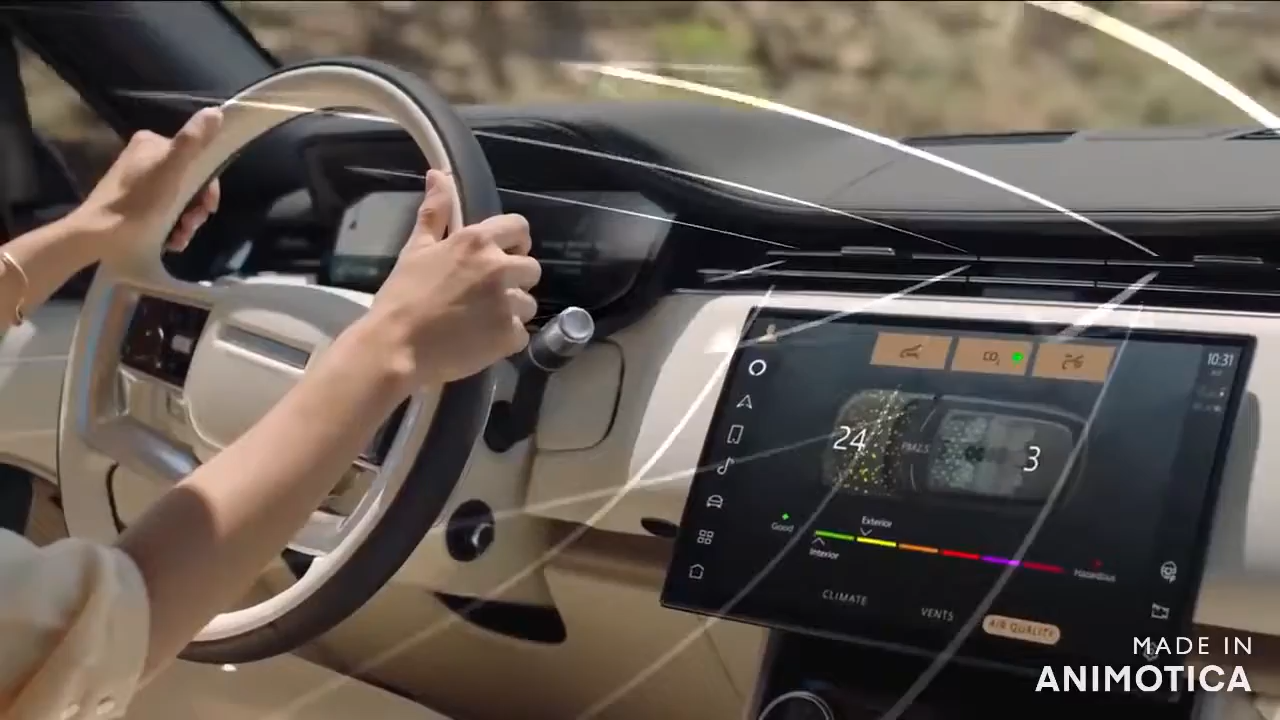 10:31
CO₂
24
PM2.5
3
Good
Exterior
Interior
Hazardous
CLIMATE
VENTS
AIR QUALITY
MADE IN
ANIMOTICA